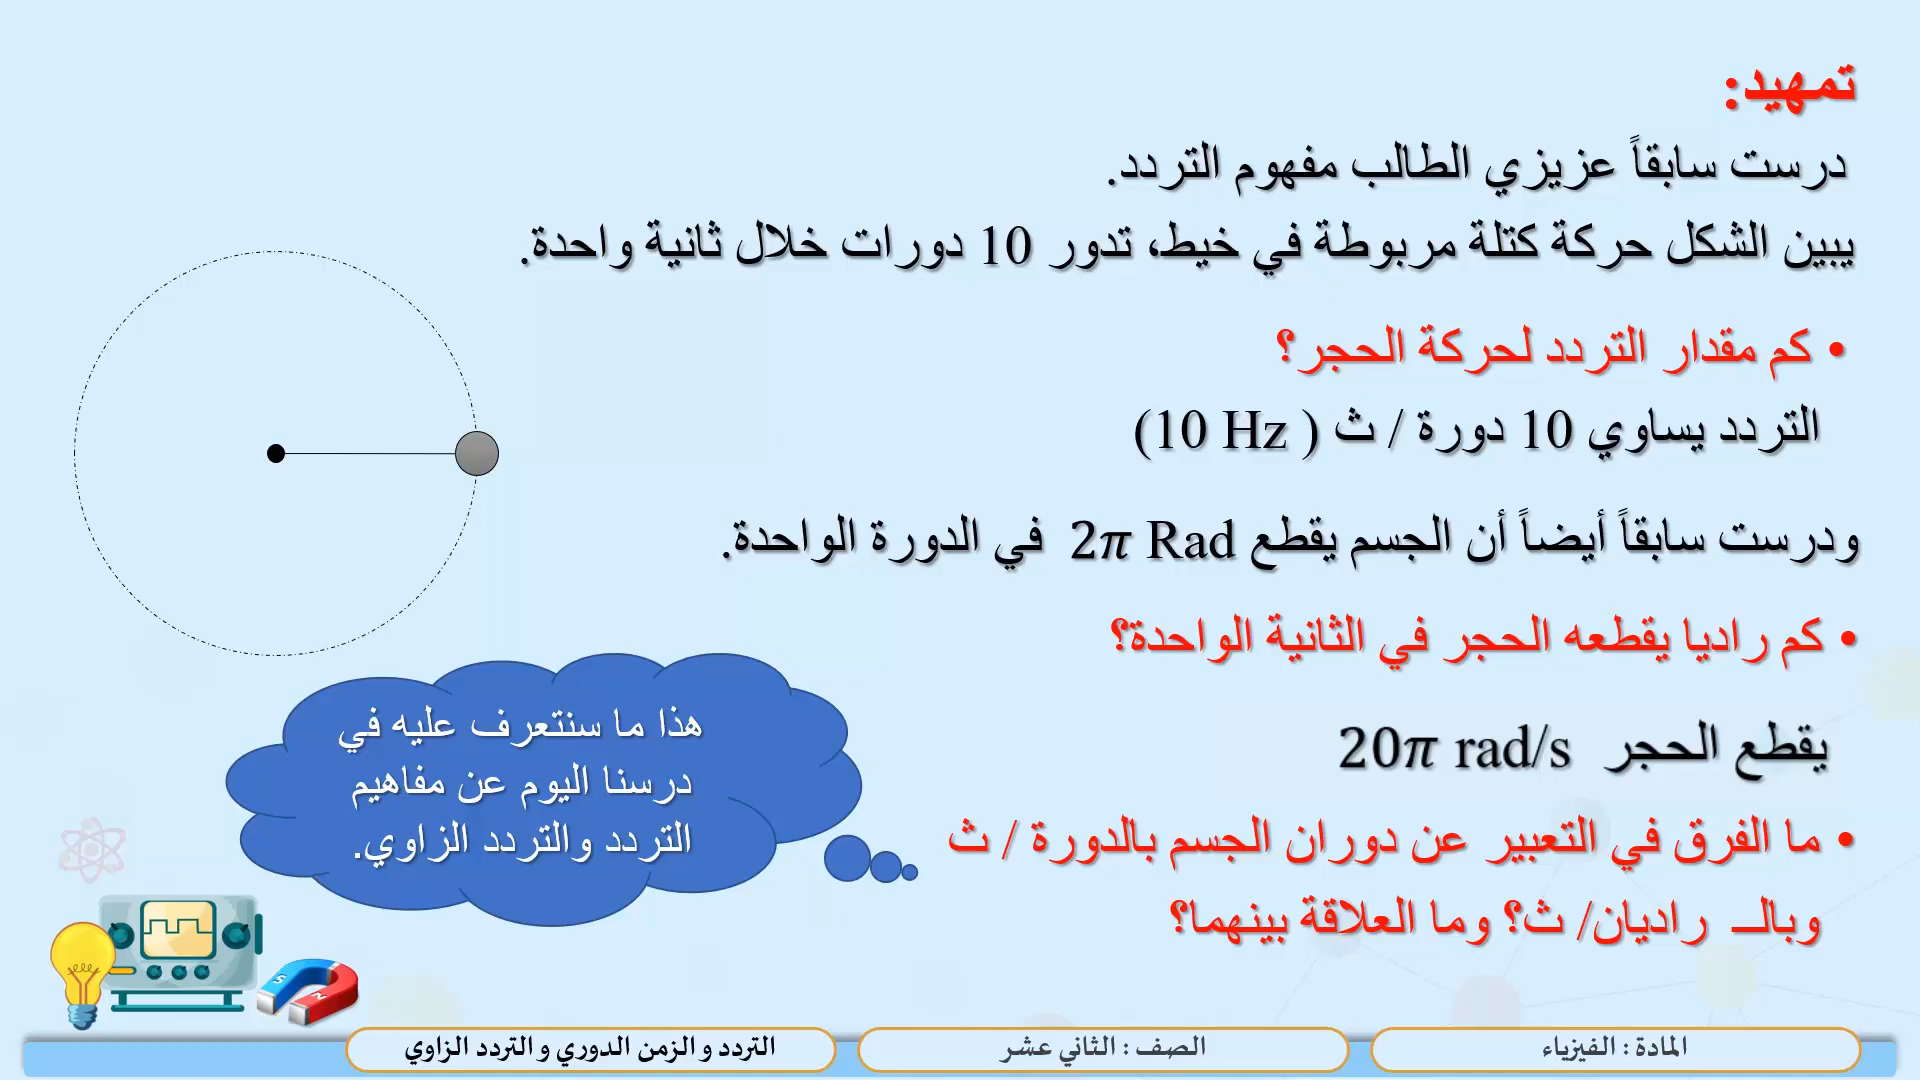 تمهيد:
درست سابقاً عزيزي الطالب مفهوم التردد.
يبين الشكل حركة كتلة مربوطة في خيط، تدور 10 دورات خلال ثانية واحدة.
• كم مقدار التردد لحركة الحجر؟
التردد يساوي 10 دورة / ث ( 10 Hz)
ودرست سابقاً أيضاً أن الجسم يقطع 2π Rad في الدورة الواحدة.
• كم راديا يقطعه الحجر في الثانية الواحدة؟
يقطع الحجر 20π rad/s
• ما الفرق في التعبير عن دوران الجسم بالدورة / ث
وبالـــ راديان/ ث؟ وما العلاقة بينهما؟
هذا ما سنتعرف عليه في
درسنا اليوم عن مفاهيم
التردد والتردد الزاوي.
S
N
المادة : الفيزياء
الصف : الثاني عشر
التردد و الزمن الدوري و التردد الزاوي